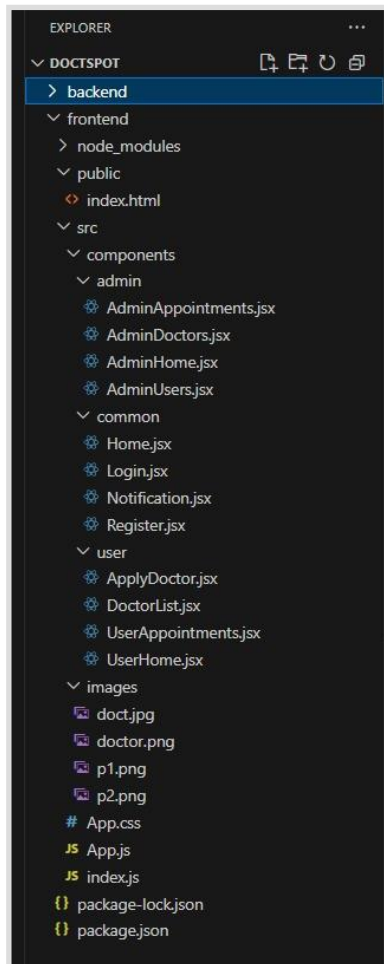 EXPLORER
DOCTSPOT
backend
frontend
node_modules
public
index.html
src
components
admin
AdminAppointments.jsx
AdminDoctors.jsx
AdminHome.jsx
AdminUsers.jsx
common
Home.jsx
Login.jsx
Notification.jsx
Register.jsx
user
ApplyDoctor.jsx
DoctorList.jsx
UserAppointments.jsx
UserHome.jsx
images
doct.jpg
doctor.png
p1.png
p2.png
# App.css
JS App.js
JS index.js
{} package-lock.json
{} package.json